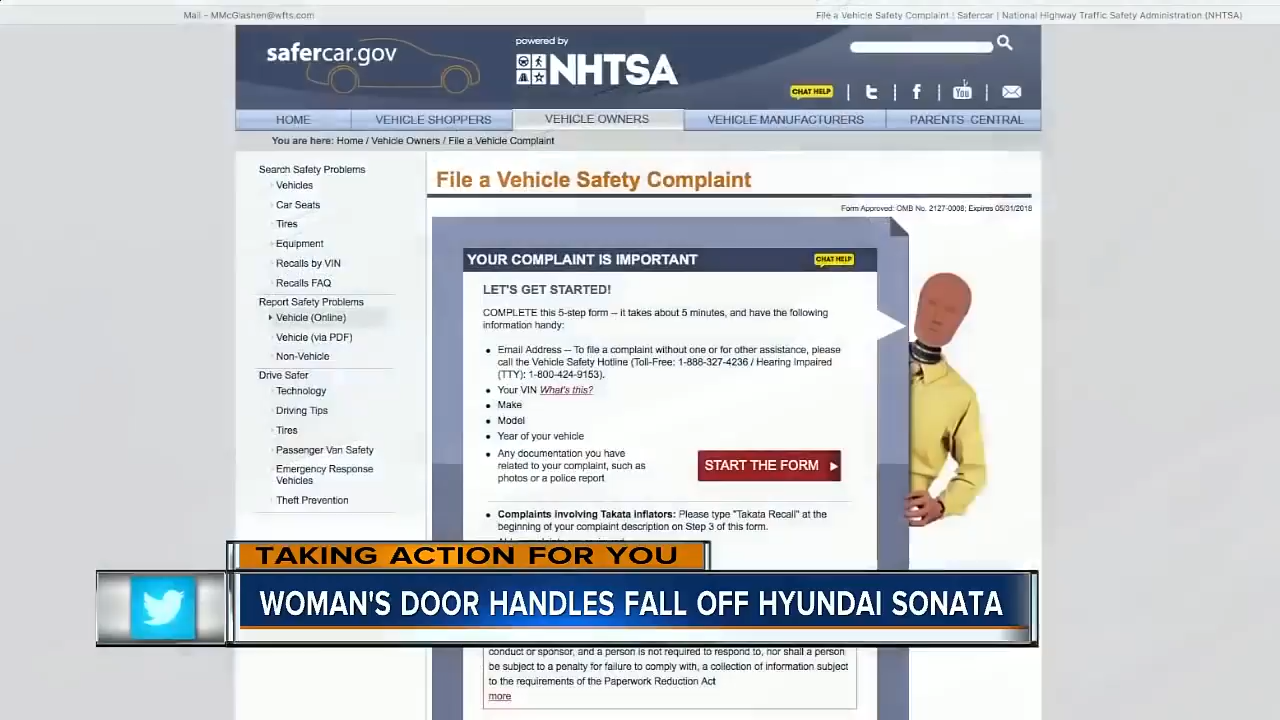 Mail – MMcGlashen@wfts.com
File a Vehicle Safety Complaint | Safercar | National Highway Traffic Safety Administration (NHTSA)
safercar.gov
powered by
NHTSA
CHAT HELP
You
HOME
VEHICLE SHOPPERS
VEHICLE OWNERS
VEHICLE MANUFACTURERS
PARENTS CENTRAL
You are here: Home / Vehicle Owners / File a Vehicle Complaint
Search Safety Problems
Vehicles
Car Seats
Tires
Equipment
Recalls by VIN
Recalls FAQ
Report Safety Problems
Vehicle (Online)
Vehicle (via PDF)
Non-Vehicle
Drive Safer
Technology
Driving Tips
Tires
Passenger Van Safety
Emergency Response
Vehicles
Theft Prevention
File a Vehicle Safety Complaint
Form Approved: OMB No. 2127-0008; Expires 05/31/2018
YOUR COMPLAINT IS IMPORTANT
CHAT HELP
LET'S GET STARTED!
COMPLETE this 5-step form – it takes about 5 minutes, and have the following
information handy:
Email Address – To file a complaint without one or for other assistance, please
call the Vehicle Safety Hotline (Toll-Free: 1-888-327-4236 / Hearing Impaired
(TTY): 1-800-424-9153).
Your VIN What's this?
Make
Model
Year of your vehicle
Any documentation you have
related to your complaint, such as
photos or a police report
START THE FORM
Complaints involving Takata inflators: Please type "Takata Recall" at the
beginning of your complaint description on Step 3 of this form.
TAKING ACTION FOR YOU
WOMAN'S DOOR HANDLES FALL OFF HYUNDAI SONATA
conduct or sponsor, and a person is not required to respond to, nor shall a person
be subject to a penalty for failure to comply with, a collection of information subject
to the requirements of the Paperwork Reduction Act
more